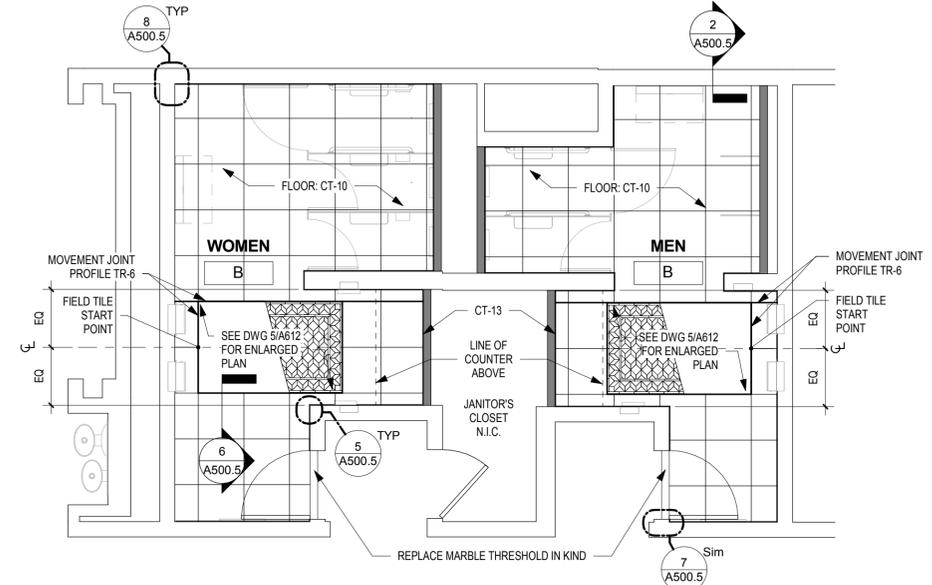 8
A500.5
TYP
2
A500.5
FLOOR: CT-10
FLOOR: CT-10
WOMEN
B
MEN
B
MOVEMENT JOINT
PROFILE TR-6
MOVEMENT JOINT
PROFILE TR-6
FIELD TILE
START
POINT
FIELD TILE
START
POINT
EQ
EQ
CL
EQ
EQ
CL
SEE DWG 5/A612
FOR ENLARGED
PLAN
SEE DWG 5/A612
FOR ENLARGED
PLAN
CT-13
LINE OF
COUNTER
ABOVE
JANITOR'S
CLOSET
N.I.C.
5
A500.5
TYP
6
A500.5
REPLACE MARBLE THRESHOLD IN KIND
7
A500.5
Sim